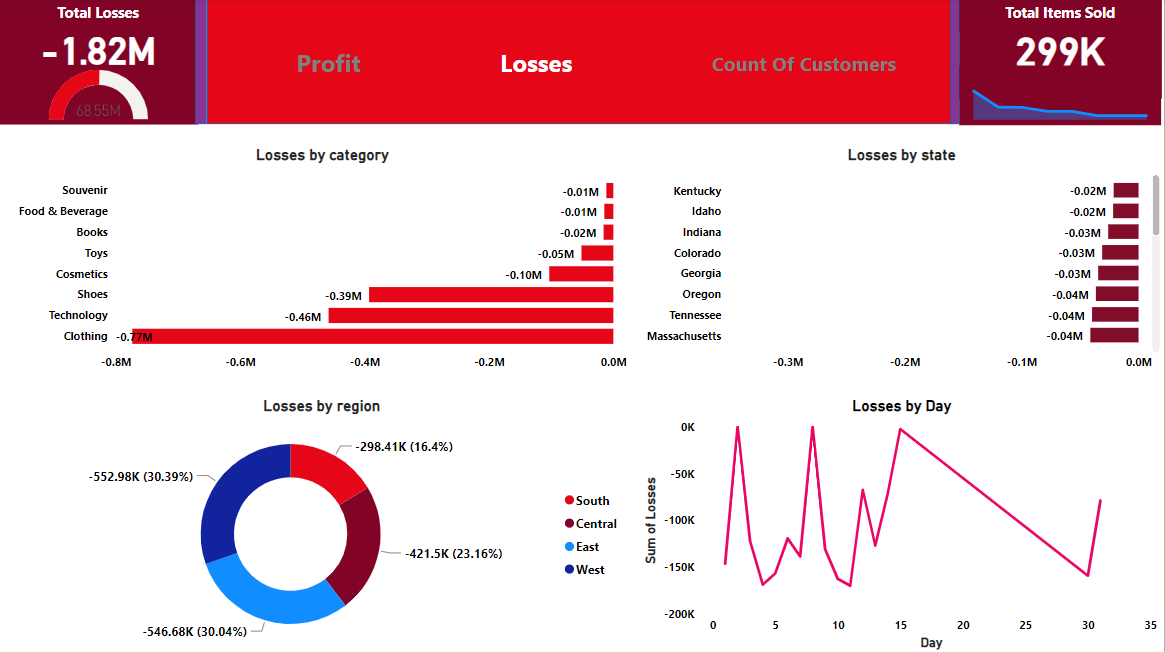 Total Losses
-1.82M
68.55M
Profit
Losses
Count Of Customers
Total Items Sold
299K
Losses by category
Souvenir -0.01M
Food & Beverage -0.01M
Books -0.02M
Toys -0.05M
Cosmetics -0.10M
Shoes -0.39M
Technology -0.46M
Clothing -0.77M
-0.8M -0.6M -0.4M -0.2M 0.0M
Losses by state
Kentucky -0.02M
Idaho -0.02M
Indiana -0.03M
Colorado -0.03M
Georgia -0.03M
Oregon -0.04M
Tennessee -0.04M
Massachusetts -0.04M
-0.3M -0.2M -0.1M 0.0M
Losses by region
-298.41K (16.4%)
-552.98K (30.39%)
-421.5K (23.16%)
-546.68K (30.04%)
South
Central
East
West
Losses by Day
Sum of Losses
0K
-50K
-100K
-150K
-200K
0 5 10 15 20 25 30 35
Day